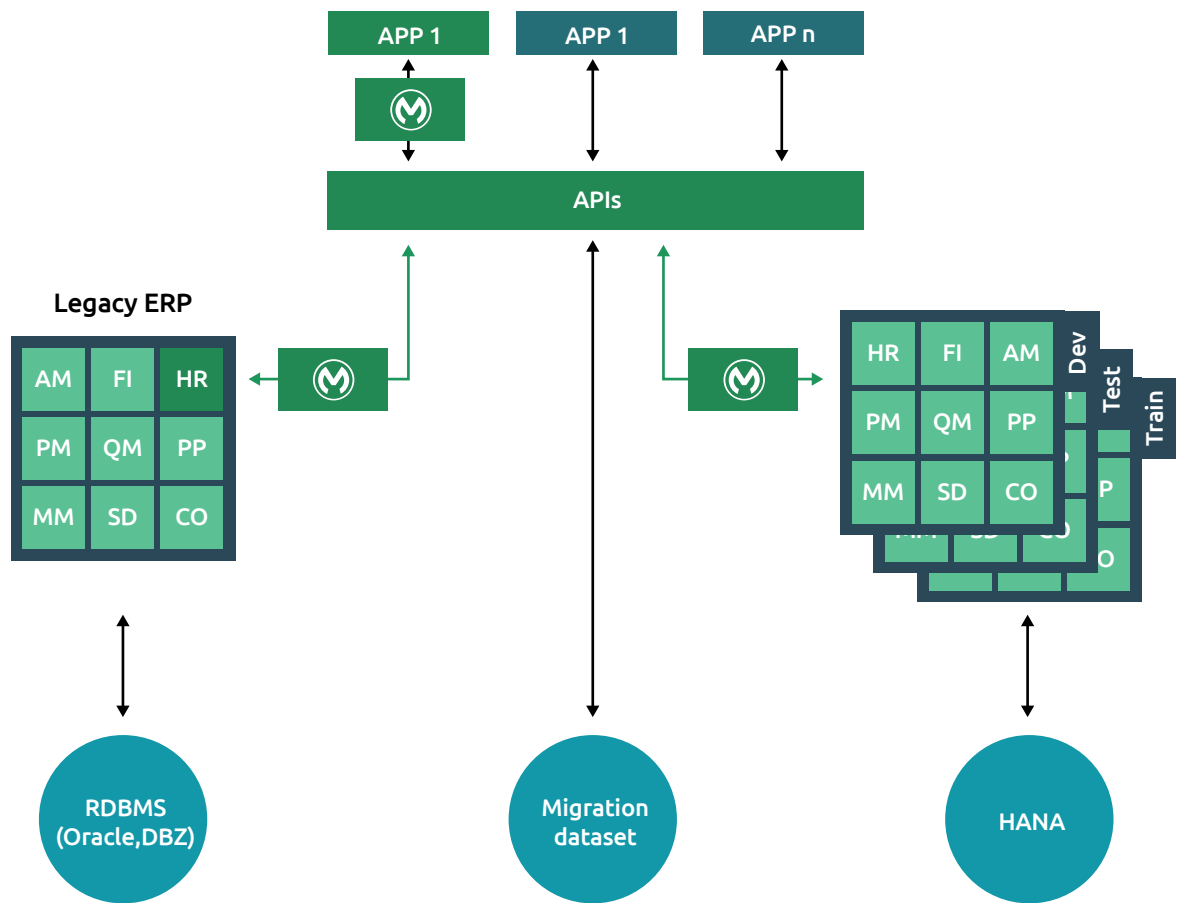 APP 1
APP 1
APP n
APIs
Legacy ERP
AM FI HR
PM QM PP
MM SD CO
HR FI AM
PM QM PP
MM SD CO
Dev
Test
Train
P
CO
O
RDBMS
(Oracle,DBZ)
Migration
dataset
HANA